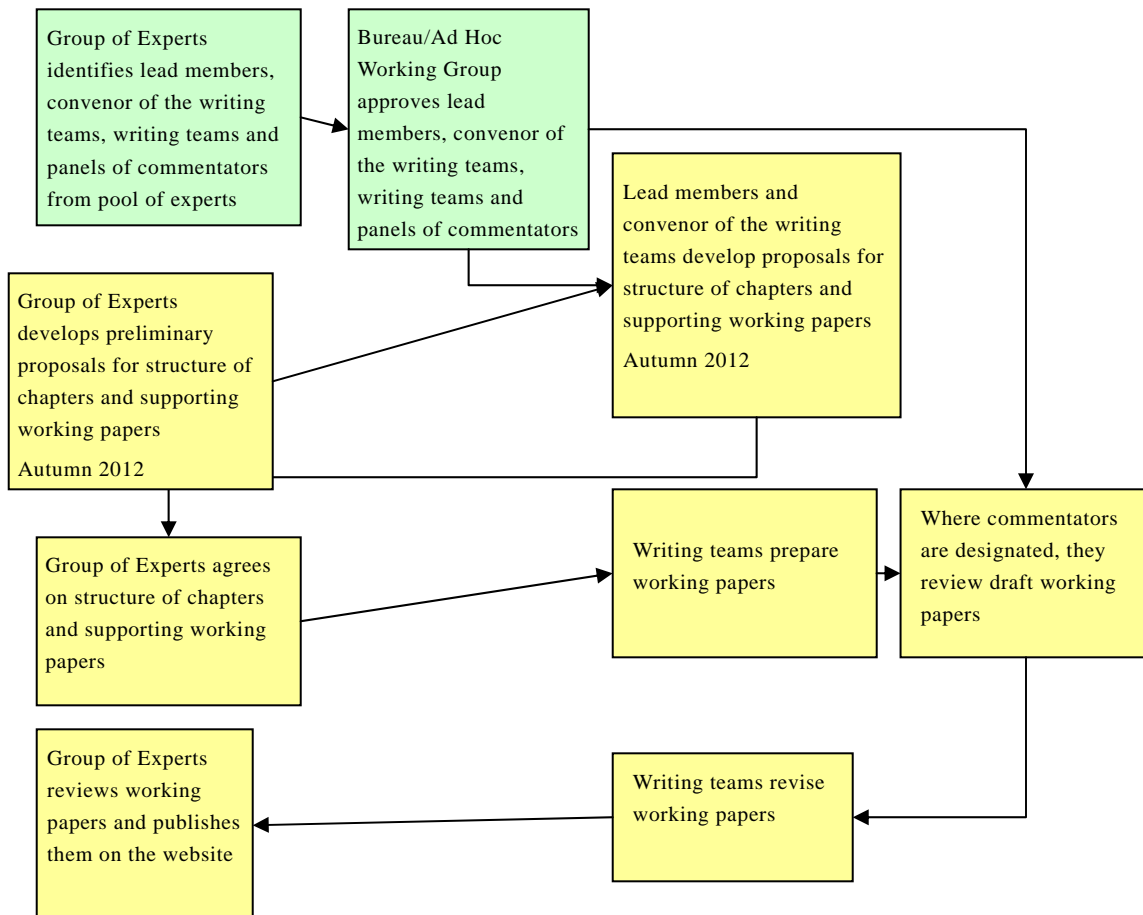 Group of Experts
identifies lead members,
convenor of the writing
teams, writing teams and
panels of commentators
from pool of experts
Bureau/Ad Hoc
Working Group
approves lead
members, convenor of
the writing teams,
writing teams and
panels of commentators
Lead members and
convenor of the writing
teams develop proposals for
structure of chapters and
supporting working papers
Autumn 2012
Group of Experts
develops preliminary
proposals for structure of
chapters and supporting
working papers
Autumn 2012
Group of Experts agrees
on structure of chapters
and supporting working
papers
Writing teams prepare
working papers
Where commentators
are designated, they
review draft working
papers
Group of Experts
reviews working
papers and publishes
them on the website
Writing teams revise
working papers